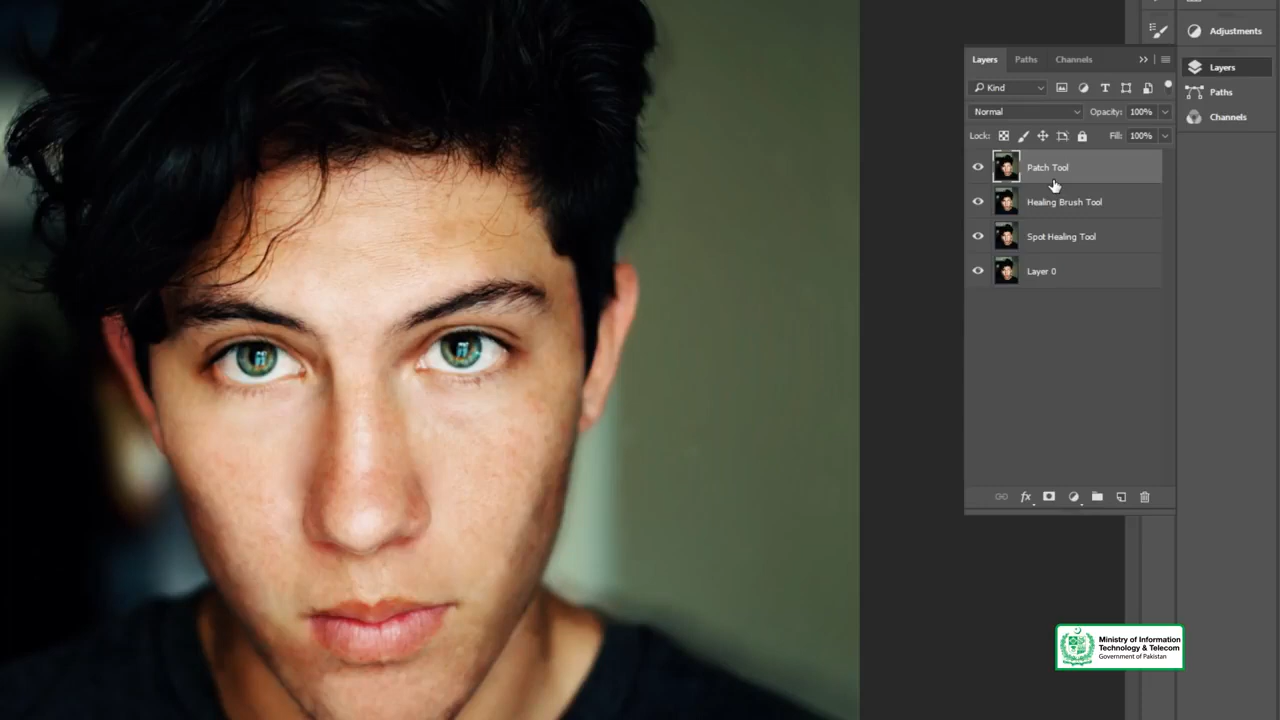 Adjustments
Layers Paths Channels
Layers
Kind
Paths
Normal Opacity: 100%
Channels
Lock: Fill: 100%
Patch Tool
Healing Brush Tool
Spot Healing Tool
Layer 0
fx
Ministry of Information
Technology & Telecom
Government of Pakistan